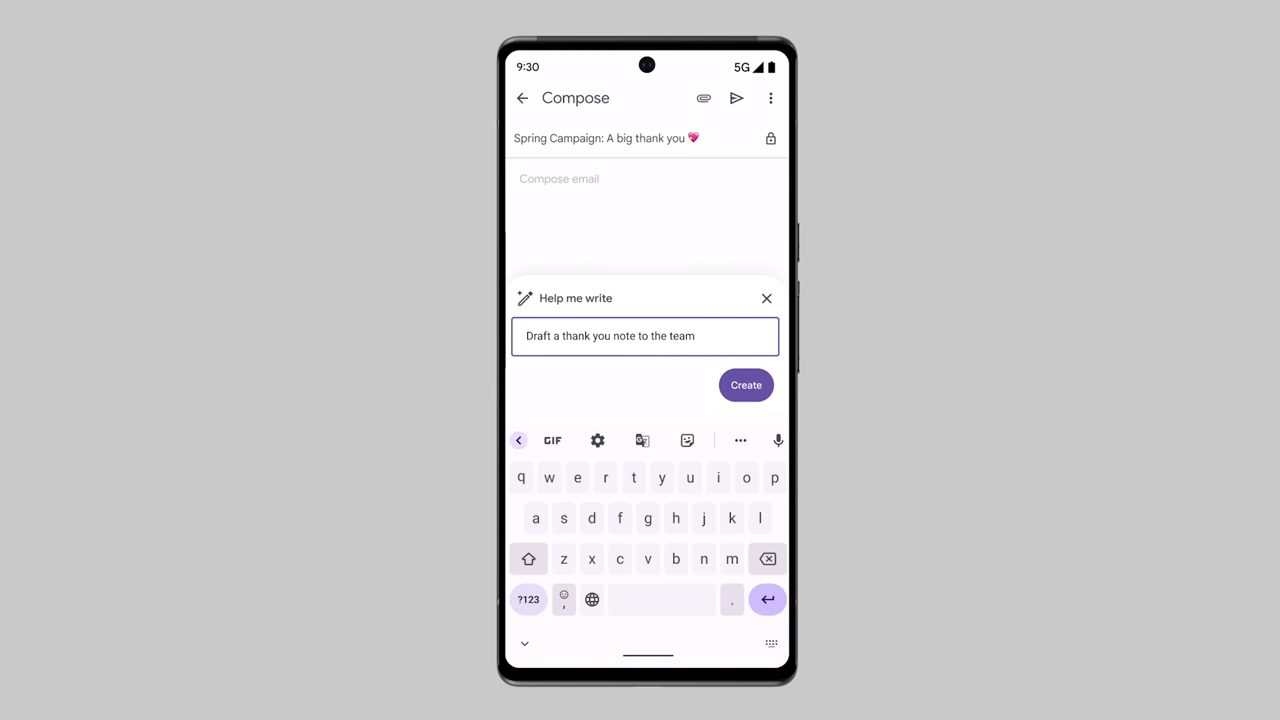 9:30
5G
Compose
Spring Campaign: A big thank you 💖
Compose email
Help me write
Draft a thank you note to the team
Create
GIF
q w e r t y u i o p
a s d f g h j k l
z x c v b n m
?123 , .